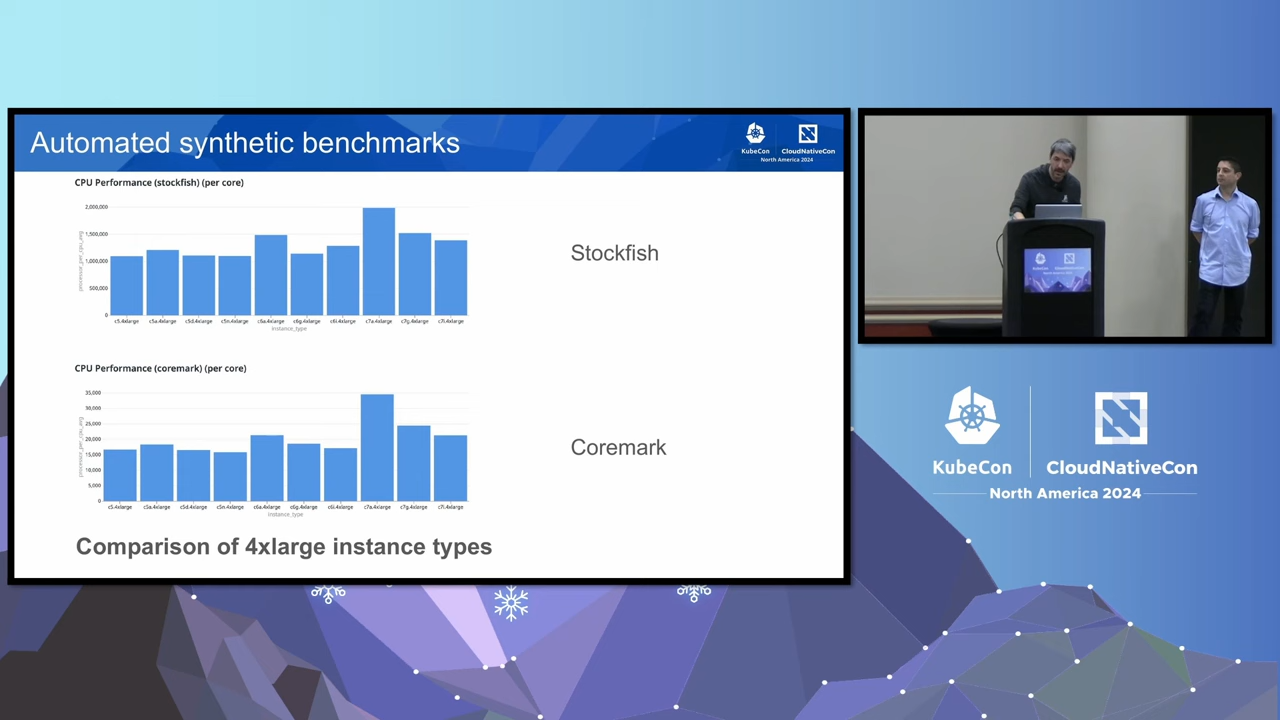 Automated synthetic benchmarks
KubeCon
CloudNativeCon
North America 2024
CPU Performance (stockfish) (per core)
2,000,000
1,500,000
1,000,000
500,000
0
processor_per_cpu_avg
c5.4xlarge c5a.4xlarge c5d.4xlarge c5n.4xlarge c6a.4xlarge c6g.4xlarge c6i.4xlarge c7a.4xlarge c7g.4xlarge c7i.4xlarge
instance_type
Stockfish
CPU Performance (coremark) (per core)
35,000
30,000
25,000
20,000
15,000
10,000
5,000
0
processor_per_cpu_avg
c5.4xlarge c5a.4xlarge c5d.4xlarge c5n.4xlarge c6a.4xlarge c6g.4xlarge c6i.4xlarge c7a.4xlarge c7g.4xlarge c7i.4xlarge
instance_type
Coremark
Comparison of 4xlarge instance types
KubeCon
CloudNativeCon
North America 2024